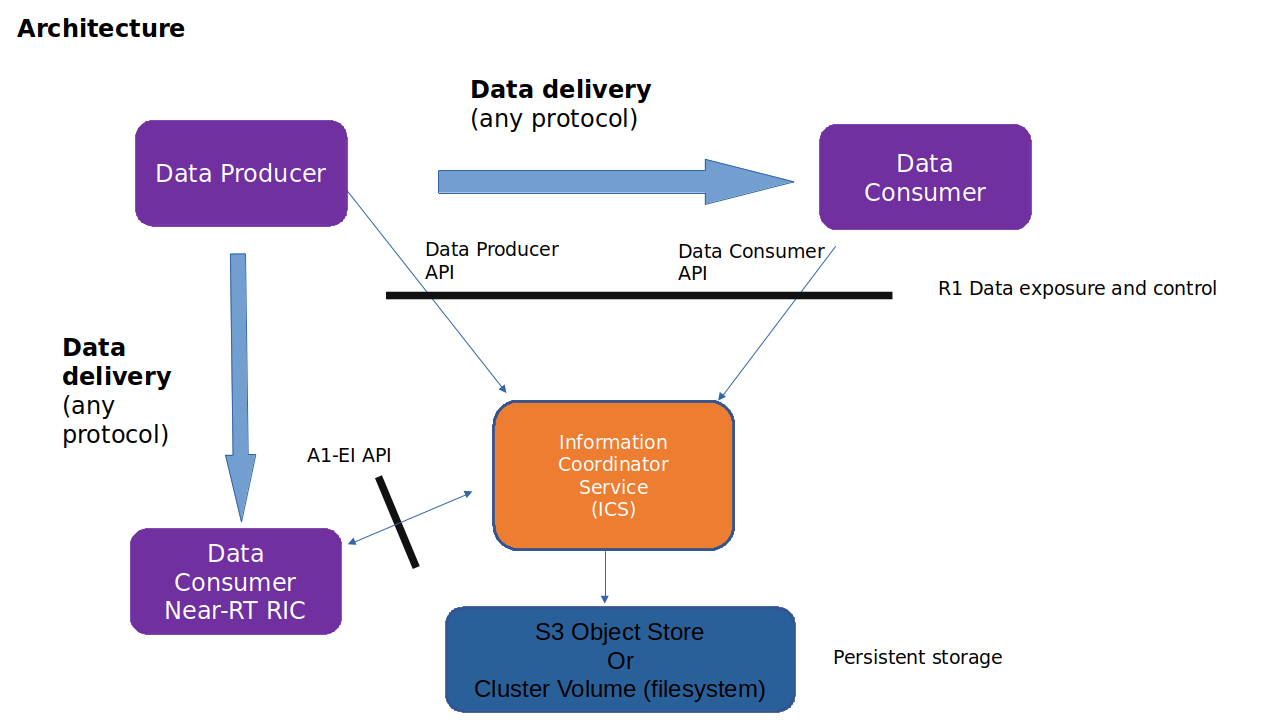 Architecture
Data delivery
(any protocol)
Data Producer
Data
Consumer
Data Producer
API
Data Consumer
API
R1 Data exposure and control
Data
delivery
(any
protocol)
A1-EI API
Information
Coordinator
Service
(ICS)
Data
Consumer
Near-RT RIC
S3 Object Store
Or
Cluster Volume (filesystem)
Persistent storage